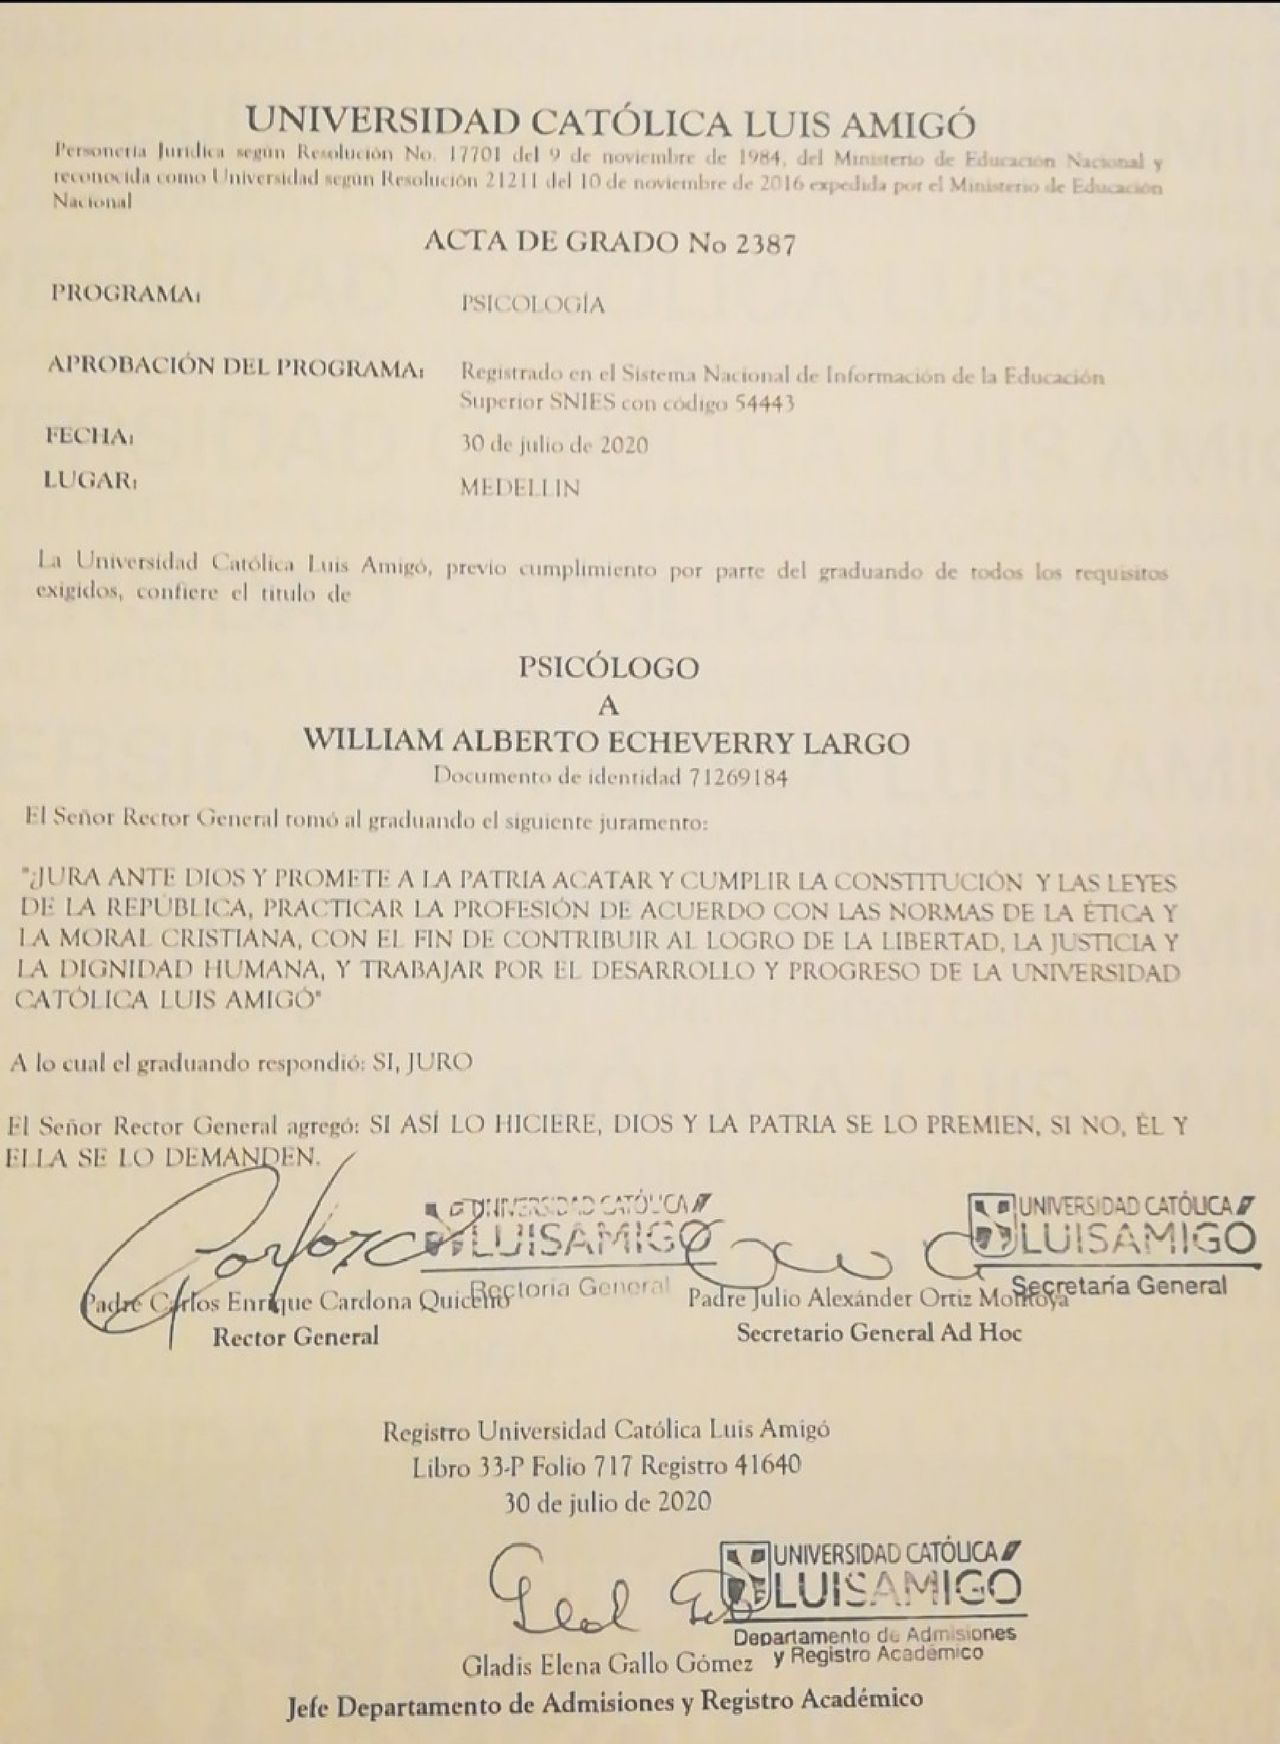 UNIVERSIDAD CATÓLICA LUIS AMIGÓ
Personería Jurídica según Resolución No. 17701 del 9 de noviembre de 1984, del Ministerio de Educación Nacional y
reconocida como Universidad según Resolución 21211 del 10 de noviembre de 2016 expedida por el Ministerio de Educación
Nacional
ACTA DE GRADO No 2387
PROGRAMA: PSICOLOGÍA
APROBACIÓN DEL PROGRAMA: Registrado en el Sistema Nacional de Información de la Educación
Superior SNIES con código 54443
FECHA: 30 de julio de 2020
LUGAR: MEDELLIN
La Universidad Católica Luis Amigó, previo cumplimiento por parte del graduando de todos los requisitos
exigidos, confiere el título de
PSICÓLOGO
A
WILLIAM ALBERTO ECHEVERRY LARGO
Documento de identidad 71269184
El Señor Rector General tomó al graduando el siguiente juramento:
"¿JURA ANTE DIOS Y PROMETE A LA PATRIA ACATAR Y CUMPLIR LA CONSTITUCIÓN Y LAS LEYES
DE LA REPÚBLICA, PRACTICAR LA PROFESIÓN DE ACUERDO CON LAS NORMAS DE LA ÉTICA Y
LA MORAL CRISTIANA, CON EL FIN DE CONTRIBUIR AL LOGRO DE LA LIBERTAD, LA JUSTICIA Y
LA DIGNIDAD HUMANA, Y TRABAJAR POR EL DESARROLLO Y PROGRESO DE LA UNIVERSIDAD
CATÓLICA LUIS AMIGÓ"
A lo cual el graduando respondió: SI, JURO
El Señor Rector General agregó: SI ASÍ LO HICIERE, DIOS Y LA PATRIA SE LO PREMIEN, SI NO, ÉL Y
ELLA SE LO DEMANDEN.
UNIVERSIDAD CATÓLICA
LUISAMIGÓ
Rectoría General
Padre Carlos Enrique Cardona Quiceno
Rector General
UNIVERSIDAD CATÓLICA
LUISAMIGÓ
Secretaría General
Padre Julio Alexánder Ortiz Montoya
Secretario General Ad Hoc
Registro Universidad Católica Luis Amigó
Libro 33-P Folio 717 Registro 41640
30 de julio de 2020
UNIVERSIDAD CATÓLICA
LUISAMIGÓ
Departamento de Admisiones
y Registro Académico
Gladis Elena Gallo Gómez
Jefe Departamento de Admisiones y Registro Académico